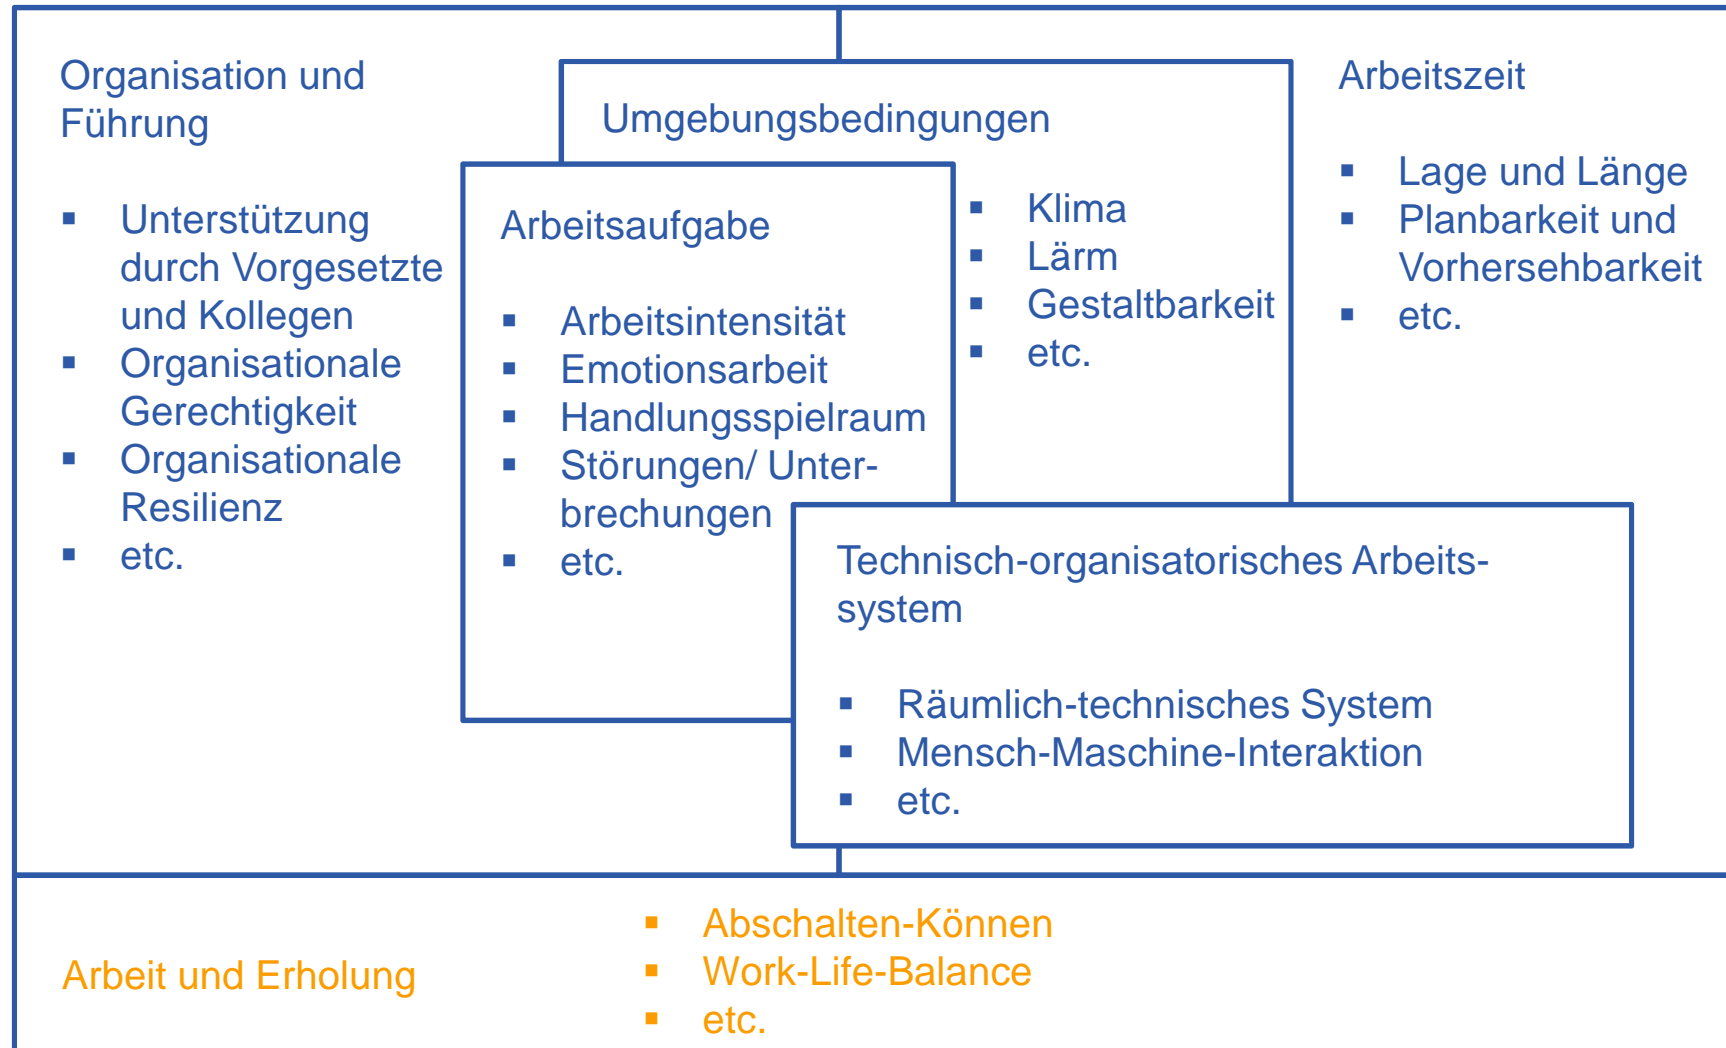 Organisation und
Führung
▪ Unterstützung
durch Vorgesetzte
und Kollegen
▪ Organisationale
Gerechtigkeit
▪ Organisationale
Resilienz
▪ etc.
Umgebungsbedingungen
▪ Klima
▪ Lärm
▪ Gestaltbarkeit
▪ etc.
Arbeitszeit
▪ Lage und Länge
▪ Planbarkeit und
Vorhersehbarkeit
▪ etc.
Arbeitsaufgabe
▪ Arbeitsintensität
▪ Emotionsarbeit
▪ Handlungsspielraum
▪ Störungen/ Unter-
brechungen
▪ etc.
Technisch-organisatorisches Arbeits-
system
▪ Räumlich-technisches System
▪ Mensch-Maschine-Interaktion
▪ etc.
Arbeit und Erholung
▪ Abschalten-Können
▪ Work-Life-Balance
▪ etc.